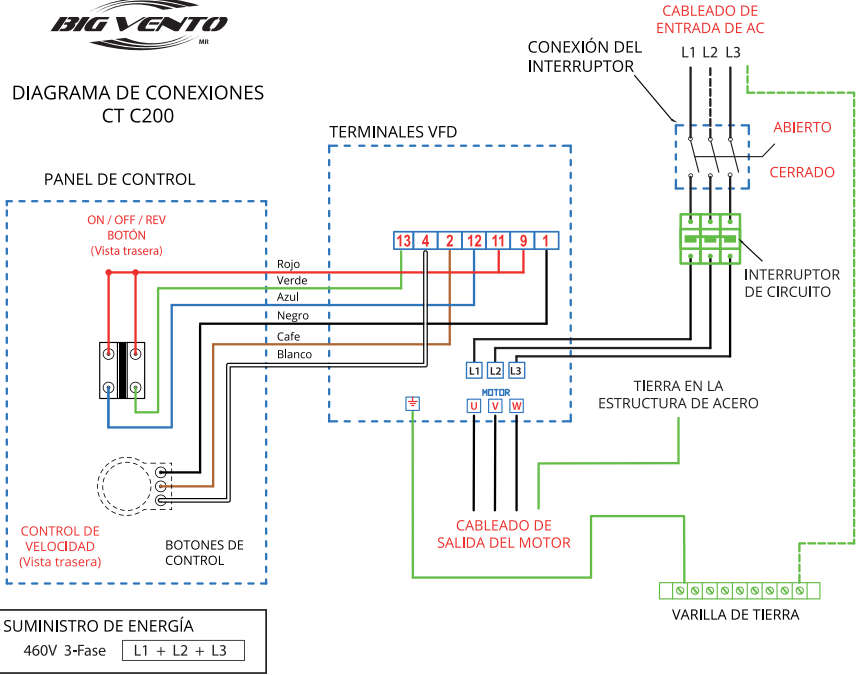 BIG VENTO
MR
DIAGRAMA DE CONEXIONES
CT C200
CABLEADO DE
ENTRADA DE AC
L1 L2 L3
CONEXIÓN DEL
INTERRUPTOR
ABIERTO
CERRADO
INTERRUPTOR
DE CIRCUITO
TERMINALES VFD
13 4 2 12 11 9 1
PANEL DE CONTROL
ON / OFF / REV
BOTÓN
(Vista trasera)
Rojo
Verde
Azul
Negro
Cafe
Blanco
L1 L2 L3
MOTOR
U V W
TIERRA EN LA
ESTRUCTURA DE ACERO
CABLEADO DE
SALIDA DEL MOTOR
CONTROL DE
VELOCIDAD
(Vista trasera)
BOTONES DE
CONTROL
VARILLA DE TIERRA
SUMINISTRO DE ENERGÍA
460V 3-Fase L1 + L2 + L3